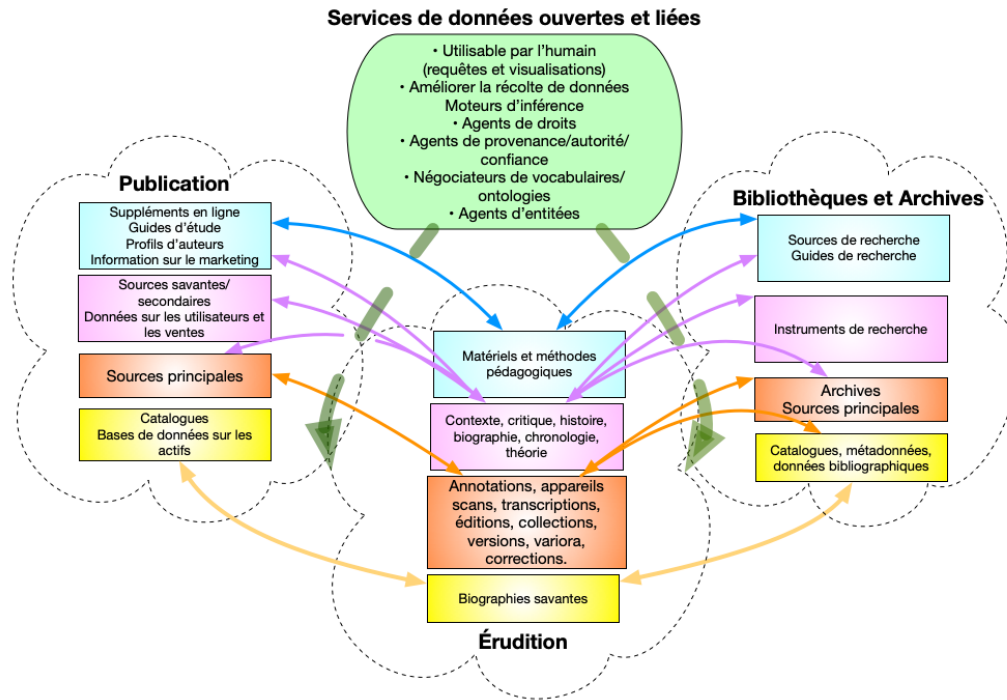 Services de données ouvertes et liées
• Utilisable par l'humain
(requêtes et visualisations)
• Améliorer la récolte de données
Moteurs d'inférence
• Agents de droits
• Agents de provenance/autorité/
confiance
• Négociateurs de vocabulaires/
ontologies
• Agents d'entitées
Publication
Suppléments en ligne
Guides d'étude
Profils d'auteurs
Information sur le marketing
Sources savantes/
secondaires
Données sur les utilisateurs et
les ventes
Sources principales
Catalogues
Bases de données sur les
actifs
Matériels et méthodes
pédagogiques
Contexte, critique, histoire,
biographie, chronologie,
théorie
Annotations, appareils
scans, transcriptions,
éditions, collections,
versions, variora,
corrections.
Biographies savantes
Érudition
Bibliothèques et Archives
Sources de recherche
Guides de recherche
Instruments de recherche
Archives
Sources principales
Catalogues, métadonnées,
données bibliographiques